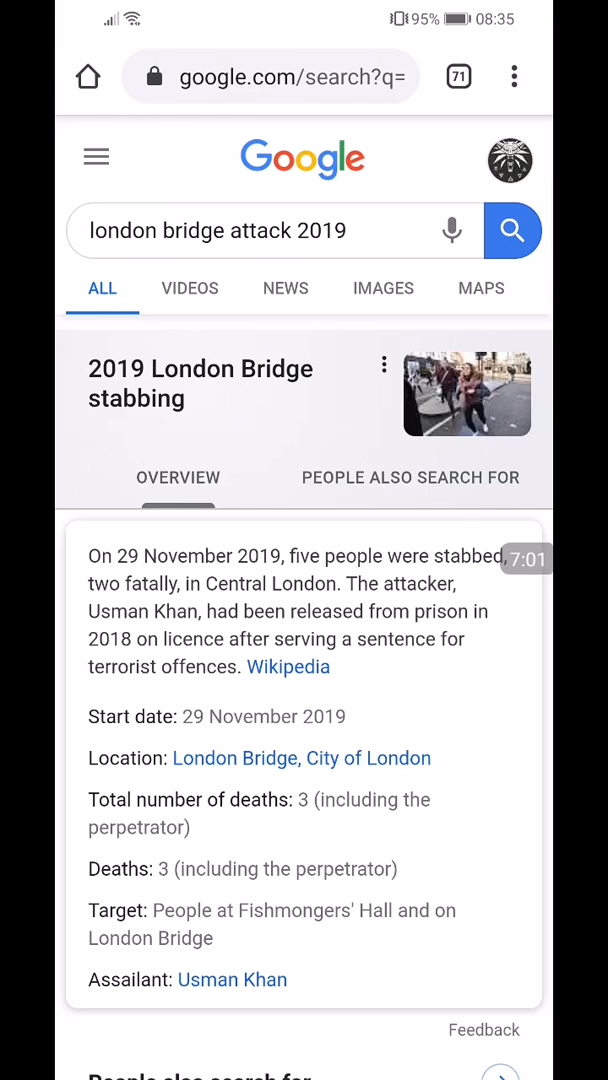 95% 08:35
google.com/search?q= 71
Google
london bridge attack 2019
ALL VIDEOS NEWS IMAGES MAPS
2019 London Bridge
stabbing
OVERVIEW PEOPLE ALSO SEARCH FOR
On 29 November 2019, five people were stabbed,
7:01
two fatally, in Central London. The attacker,
Usman Khan, had been released from prison in
2018 on licence after serving a sentence for
terrorist offences. Wikipedia
Start date: 29 November 2019
Location: London Bridge, City of London
Total number of deaths: 3 (including the
perpetrator)
Deaths: 3 (including the perpetrator)
Target: People at Fishmongers' Hall and on
London Bridge
Assailant: Usman Khan
Feedback
People also search for